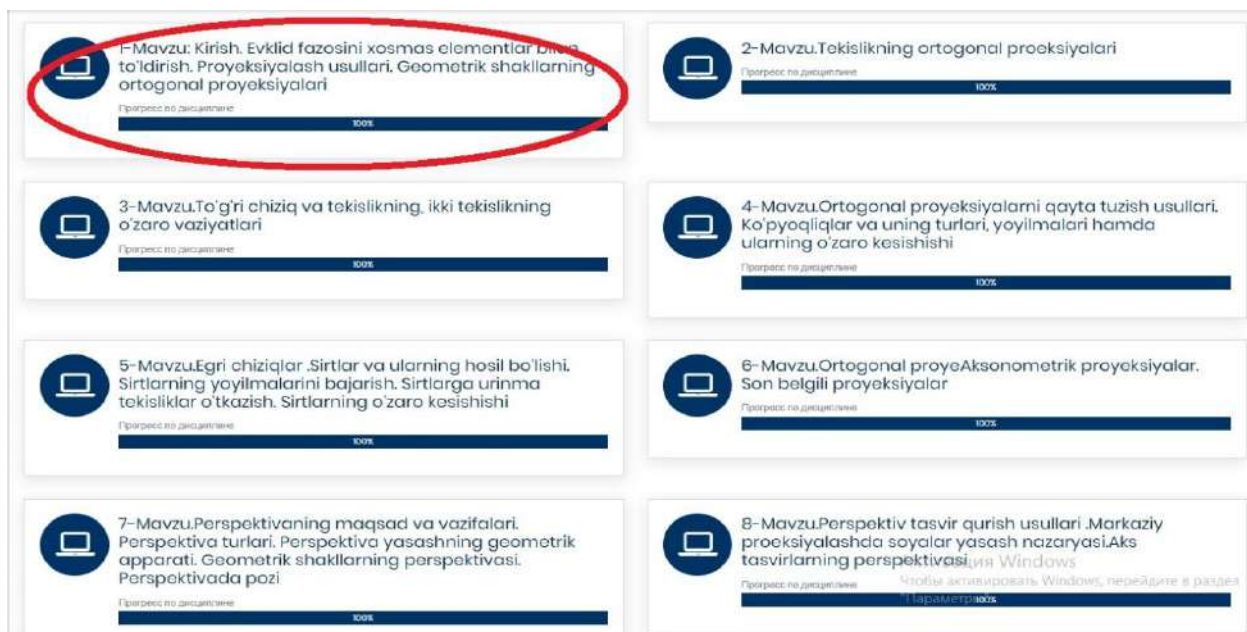 1-Mavzu: Kirish. Evklid fazosini xosmas elementlar bilan
to'ldirish. Proyeksiyalash usullari. Geometrik shakllarning
ortogonal proyeksiyalari
Прогресс по дисциплине
100%
2-Mavzu.Tekislikning ortogonal proeksiyalari
Прогресс по дисциплине
100%
3-Mavzu.To'g'ri chiziq va tekislikning, ikki tekislikning
o'zaro vaziyatlari
Прогресс по дисциплине
100%
4-Mavzu.Ortogonal proyeksiyalarni qayta tuzish usullari.
Ko'pyoqliqlar va uning turlari, yoyilmalari hamda
ularning o'zaro kesishishi
Прогресс по дисциплине
100%
5-Mavzu.Egri chiziqlar .Sirtlar va ularning hosil bo'lishi.
Sirtlarning yoyilmalarini bajarish. Sirtlarga urinma
tekisliklar o'tkazish. Sirtlarning o'zaro kesishishi
Прогресс по дисциплине
100%
6-Mavzu.Ortogonal proyeAksonometrik proyeksiyalar.
Son belgili proyeksiyalar
Прогресс по дисциплине
100%
7-Mavzu.Perspektivaning maqsad va vazifalari.
Perspektiva turlari. Perspektiva yasashning geometrik
apparati. Geometrik shakllarning perspektivasi.
Perspektivada pozi
Прогресс по дисциплине
100%
8-Mavzu.Perspektiv tasvir qurish usullari .Markaziy
proeksiyalashda soyalar yasash nazaryasi.Aks
tasvirlarning perspektivasi
Активация Windows
Чтобы активировать Windows, перейдите в раздел
"Параметры".
Прогресс по дисциплине
100%